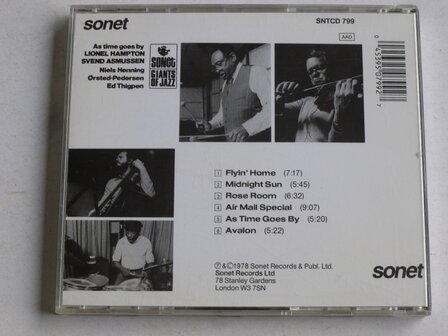 sonet
SNTCD 799
AAD
As time goes by
LIONEL HAMPTON
SVEND ASMUSSEN
Niels Henning
Ørsted-Pedersen
Ed Thigpen
SONET
GIANTS
OF JAZZ
1 Flyin' Home (7:17)
2 Midnight Sun (5:45)
3 Rose Room (6:32)
4 Air Mail Special (9:07)
5 As Time Goes By (5:20)
6 Avalon (5:22)
℗&©1978 Sonet Records & Publ. Ltd.
Sonet Records Ltd
78 Stanley Gardens
London W3 7SN
sonet